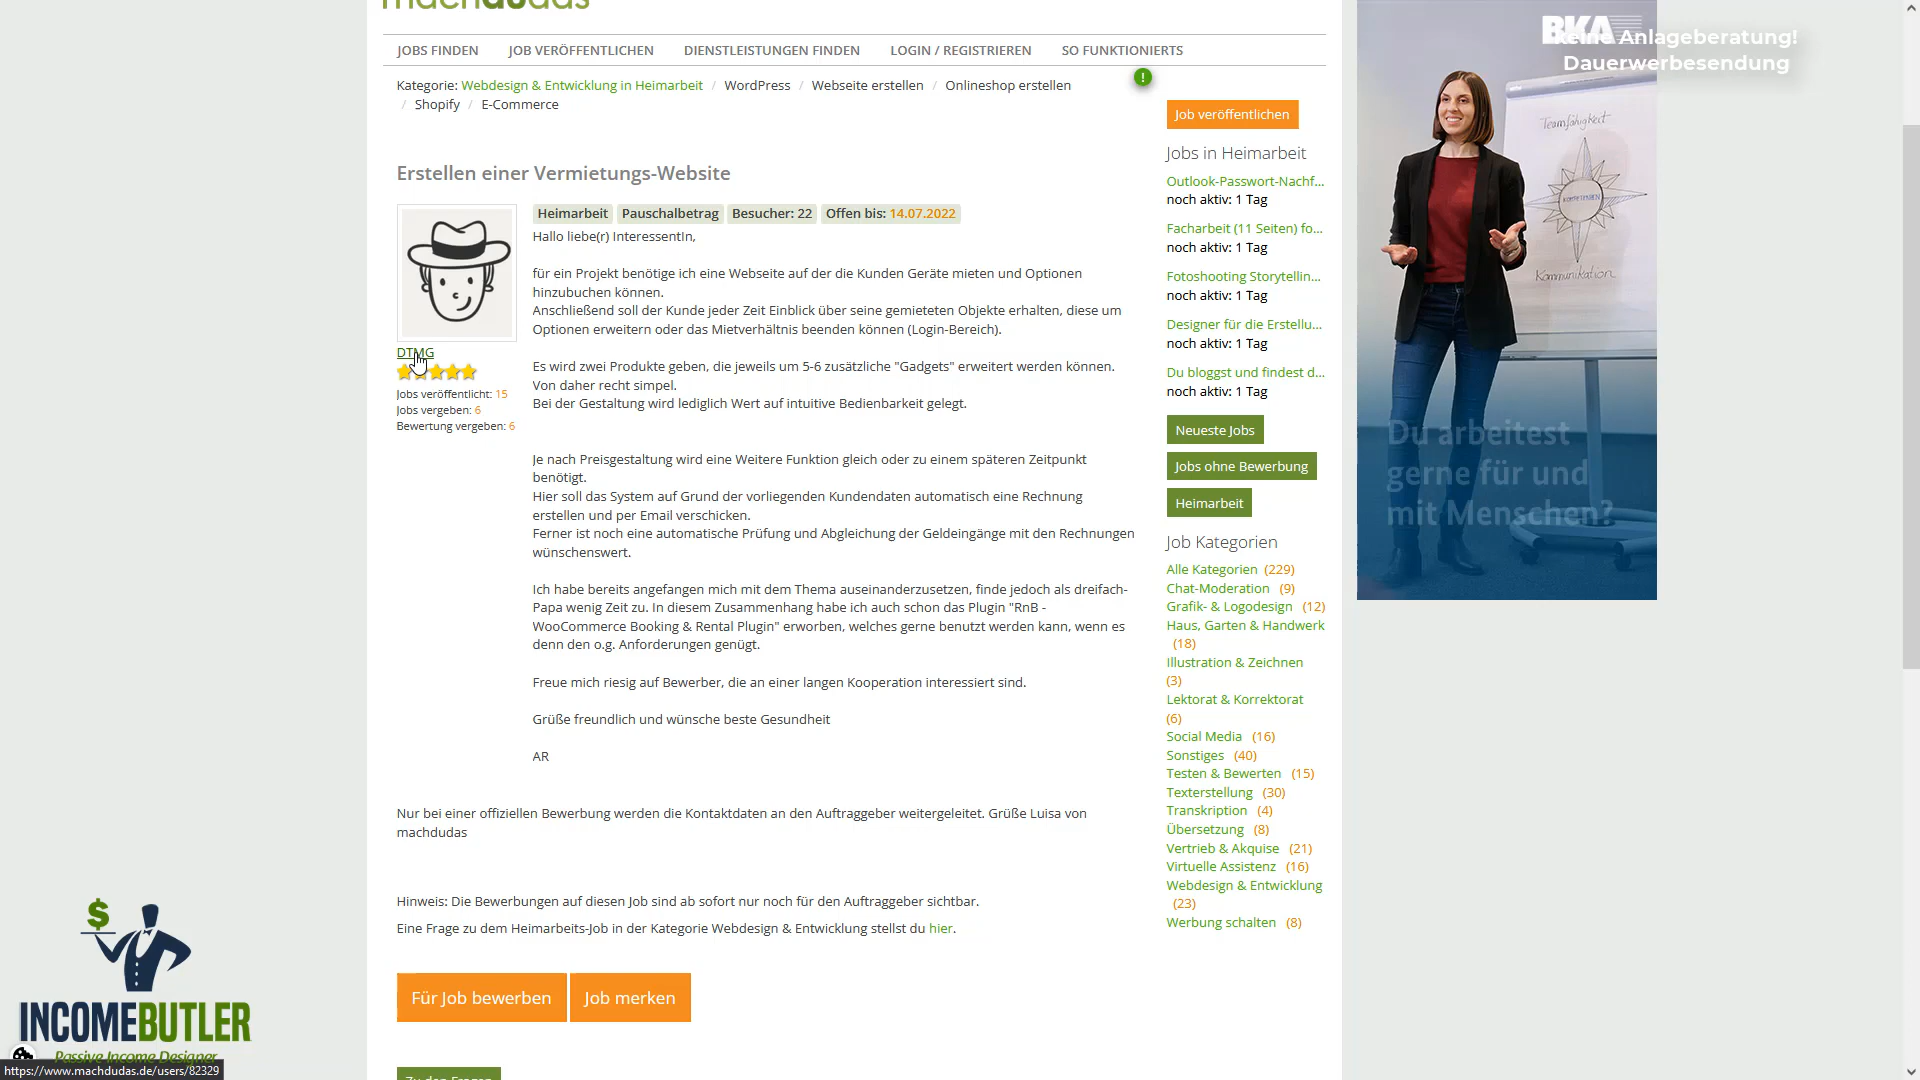 machdudas
JOBS FINDEN
JOB VERÖFFENTLICHEN
DIENSTLEISTUNGEN FINDEN
LOGIN / REGISTRIEREN
SO FUNKTIONIERTS
Kategorie: Webdesign & Entwicklung in Heimarbeit / WordPress / Webseite erstellen / Onlineshop erstellen
/ Shopify / E-Commerce
!
Erstellen einer Vermietungs-Website
Heimarbeit Pauschalbetrag Besucher: 22 Offen bis: 14.07.2022
DTMG
Jobs veröffentlicht: 15
Jobs vergeben: 6
Bewertung vergeben: 6
Hallo liebe(r) InteressentIn,
für ein Projekt benötige ich eine Webseite auf der die Kunden Geräte mieten und Optionen
hinzubuchen können.
Anschließend soll der Kunde jeder Zeit Einblick über seine gemieteten Objekte erhalten, diese um
Optionen erweitern oder das Mietverhältnis beenden können (Login-Bereich).
Es wird zwei Produkte geben, die jeweils um 5-6 zusätzliche "Gadgets" erweitert werden können.
Von daher recht simpel.
Bei der Gestaltung wird lediglich Wert auf intuitive Bedienbarkeit gelegt.
Je nach Preisgestaltung wird eine Weitere Funktion gleich oder zu einem späteren Zeitpunkt
benötigt.
Hier soll das System auf Grund der vorliegenden Kundendaten automatisch eine Rechnung
erstellen und per Email verschicken.
Ferner ist noch eine automatische Prüfung und Abgleichung der Geldeingänge mit den Rechnungen
wünschenswert.
Ich habe bereits angefangen mich mit dem Thema auseinanderzusetzen, finde jedoch als dreifach-
Papa wenig Zeit zu. In diesem Zusammenhang habe ich auch schon das Plugin "RnB -
WooCommerce Booking & Rental Plugin" erworben, welches gerne benutzt werden kann, wenn es
denn den o.g. Anforderungen genügt.
Freue mich riesig auf Bewerber, die an einer langen Kooperation interessiert sind.
Grüße freundlich und wünsche beste Gesundheit
AR
Nur bei einer offiziellen Bewerbung werden die Kontaktdaten an den Auftraggeber weitergeleitet. Grüße Luisa von
machdudas
Hinweis: Die Bewerbungen auf diesen Job sind ab sofort nur noch für den Auftraggeber sichtbar.
Eine Frage zu dem Heimarbeits-Job in der Kategorie Webdesign & Entwicklung stellst du hier.
Für Job bewerben
Job merken
Zu den Fragen
Job veröffentlichen
Jobs in Heimarbeit
Outlook-Passwort-Nachf...
noch aktiv: 1 Tag
Facharbeit (11 Seiten) fo...
noch aktiv: 1 Tag
Fotoshooting Storytellin...
noch aktiv: 1 Tag
Designer für die Erstellu...
noch aktiv: 1 Tag
Du bloggst und findest d...
noch aktiv: 1 Tag
Neueste Jobs
Jobs ohne Bewerbung
Heimarbeit
Job Kategorien
Alle Kategorien (229)
Chat-Moderation (9)
Grafik- & Logodesign (12)
Haus, Garten & Handwerk
(18)
Illustration & Zeichnen
(3)
Lektorat & Korrektorat
(6)
Social Media (16)
Sonstiges (40)
Testen & Bewerten (15)
Texterstellung (30)
Transkription (4)
Übersetzung (8)
Vertrieb & Akquise (21)
Virtuelle Assistenz (16)
Webdesign & Entwicklung
(23)
Werbung schalten (8)
BKA
Keine Anlageberatung!
Dauerwerbesendung
Teamfähigkeit
Kommunikation
Du arbeitest
gerne für und
mit Menschen?
$
INCOMEBUTLER
Passive Income Designer
https://www.machdudas.de/users/82329